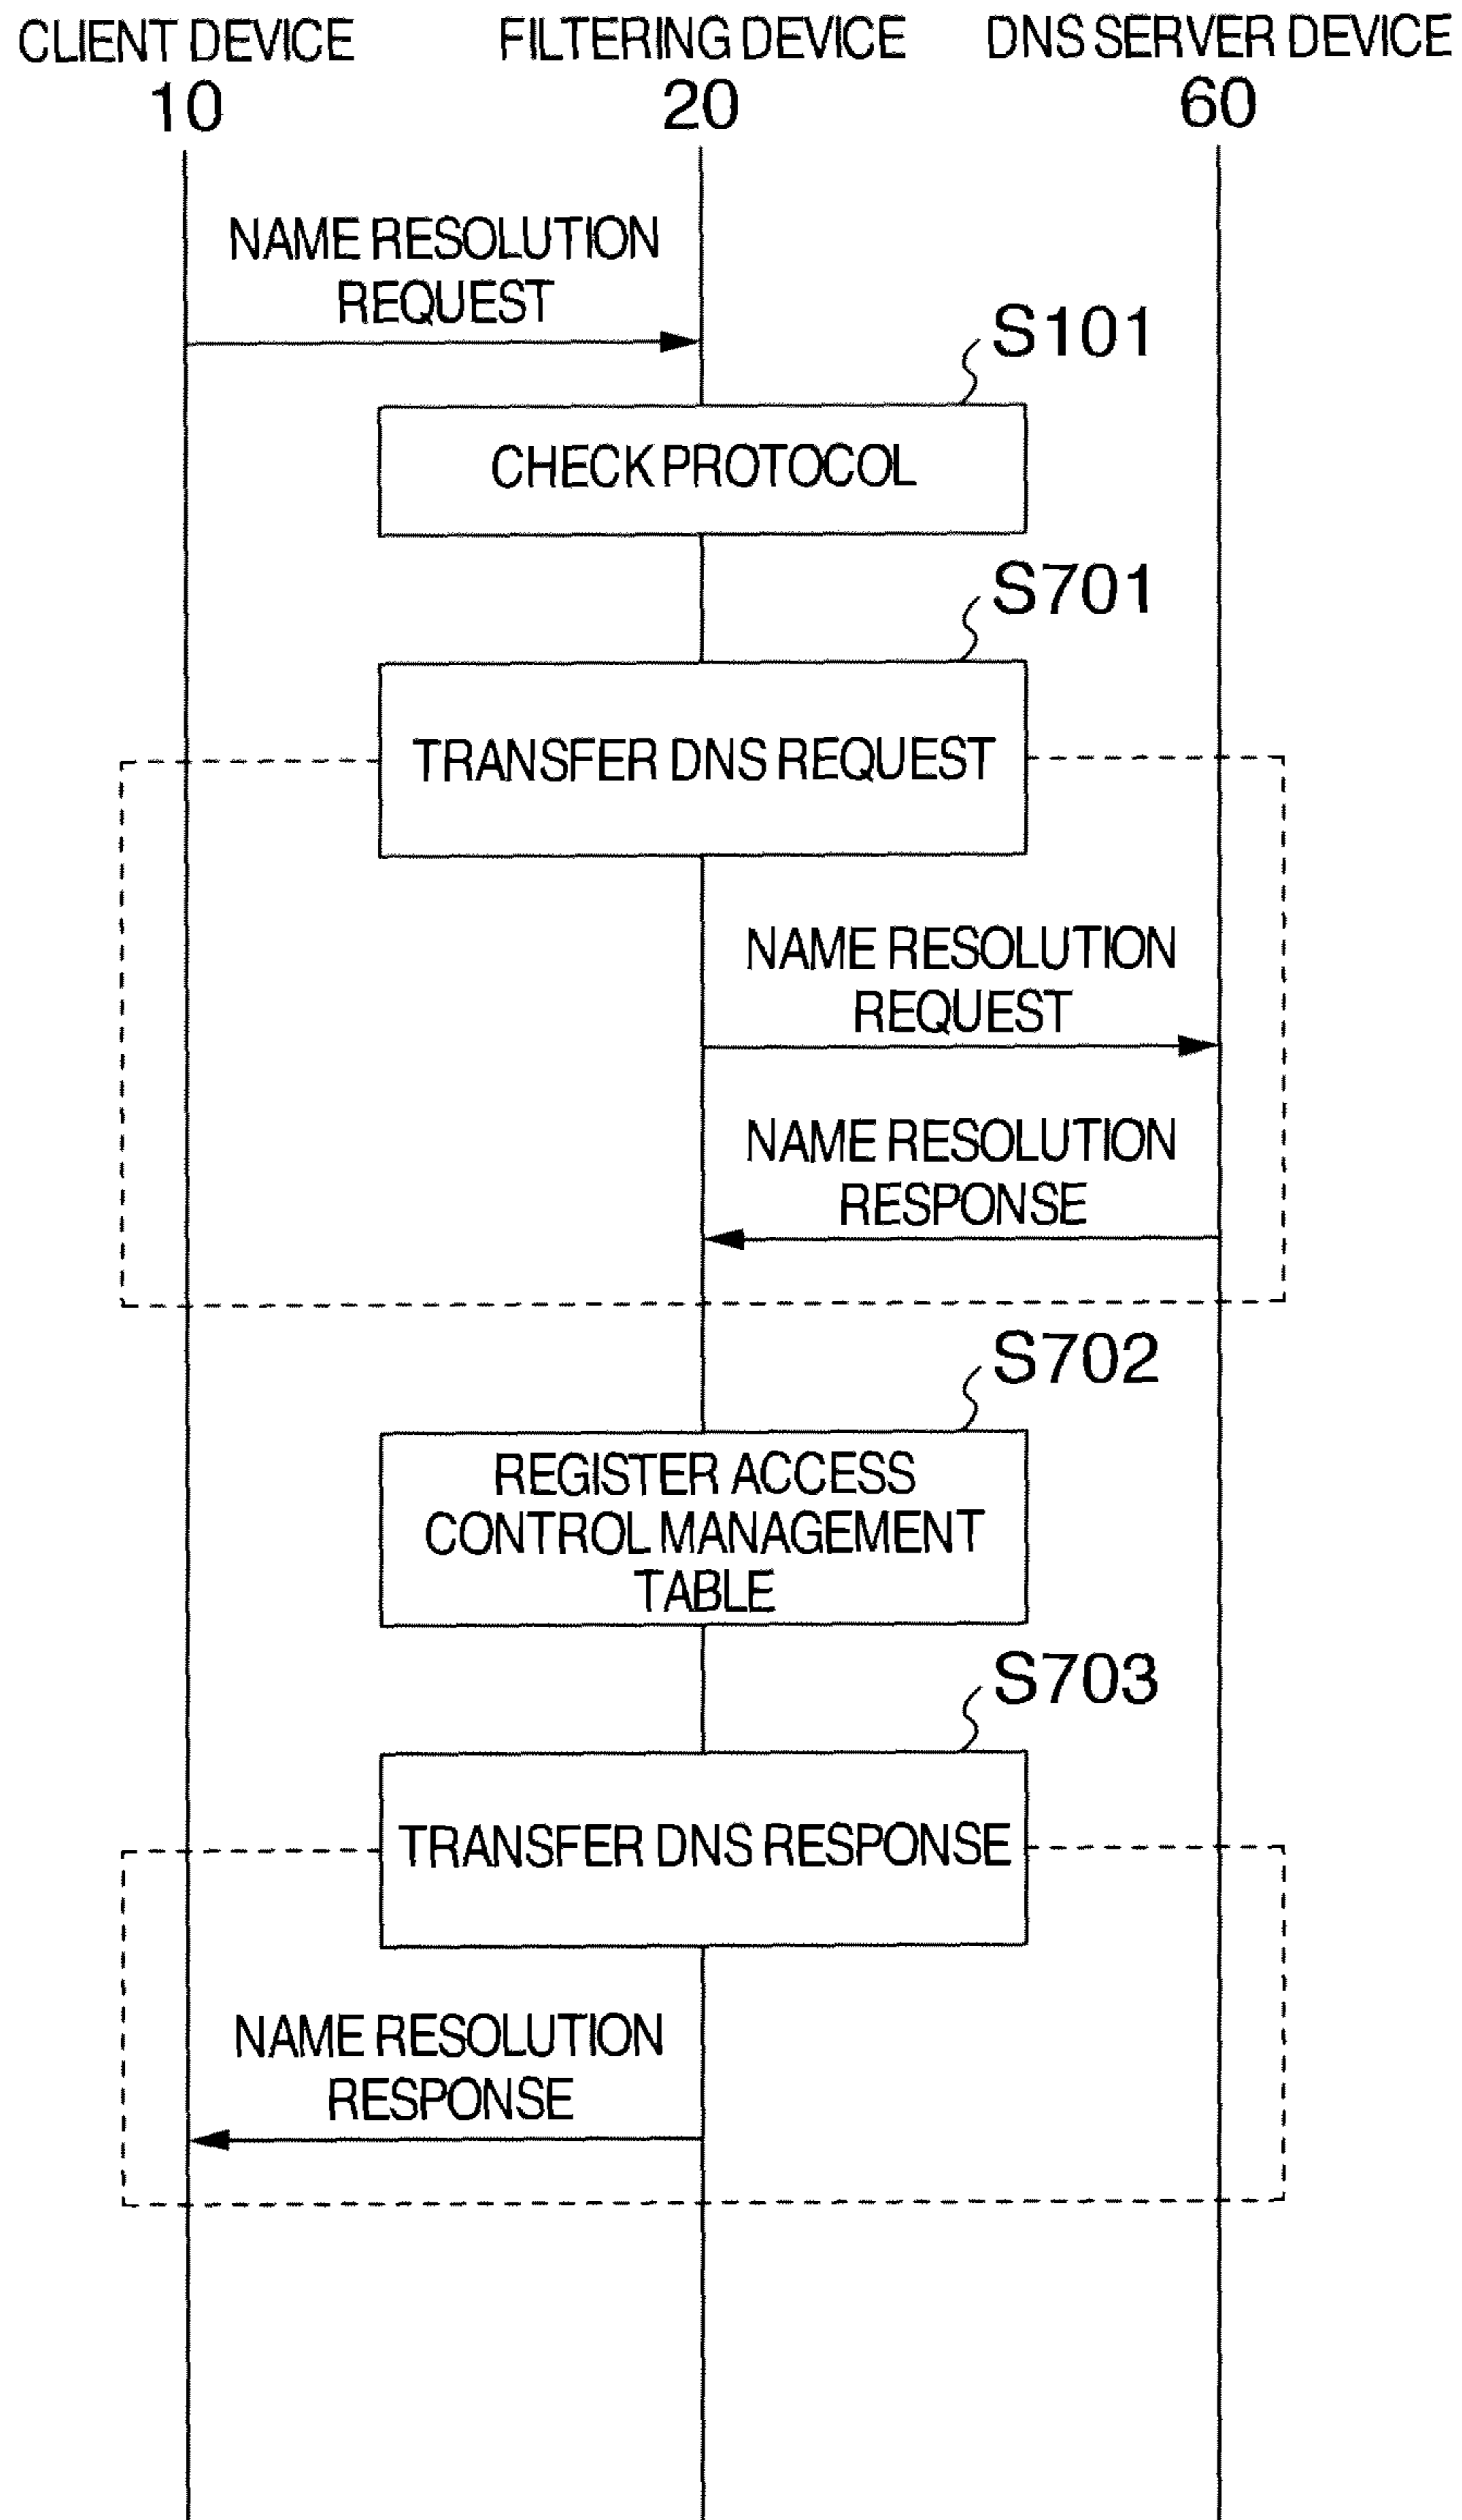 CLIENT DEVICE
10
FILTERING DEVICE
20
DNS SERVER DEVICE
60
NAME RESOLUTION
REQUEST
S101
CHECK PROTOCOL
S701
TRANSFER DNS REQUEST
NAME RESOLUTION
REQUEST
NAME RESOLUTION
RESPONSE
S702
REGISTER ACCESS
CONTROL MANAGEMENT
TABLE
S703
TRANSFER DNS RESPONSE
NAME RESOLUTION
RESPONSE